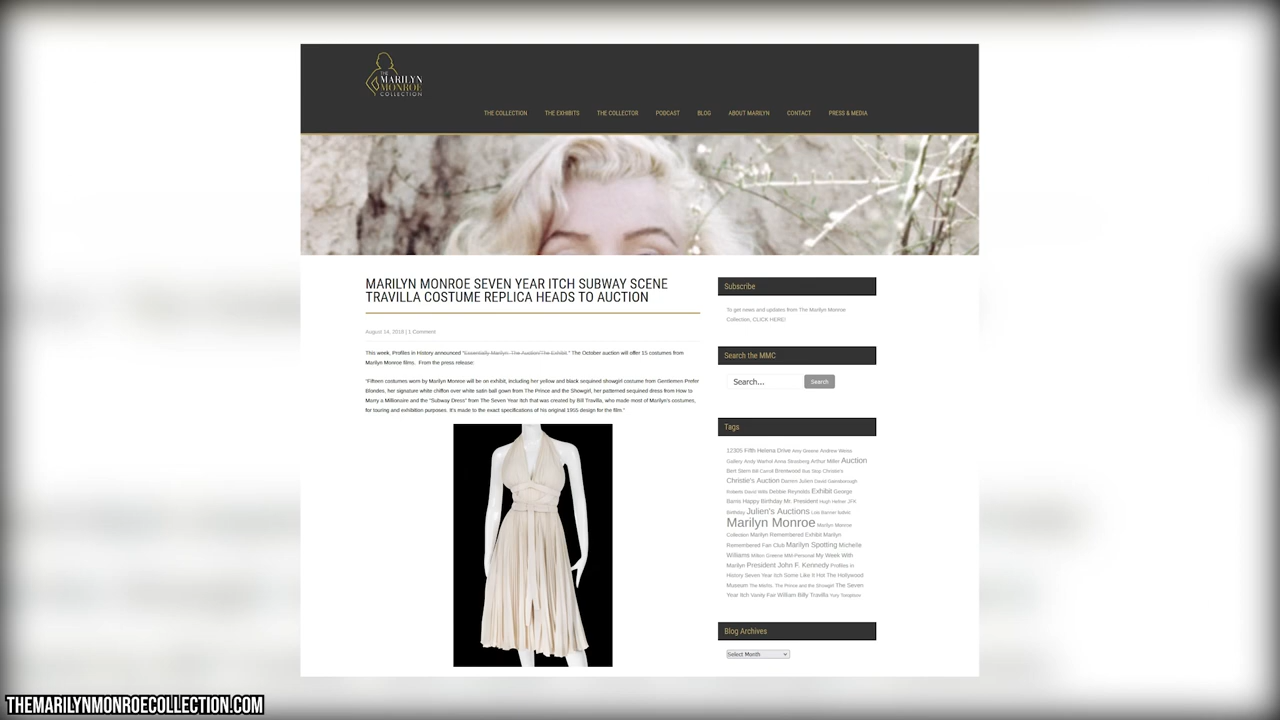 THE
MARILYN
MONROE
COLLECTION
THE COLLECTION THE EXHIBITS THE COLLECTOR PODCAST BLOG ABOUT MARILYN CONTACT PRESS & MEDIA
MARILYN MONROE SEVEN YEAR ITCH SUBWAY SCENE
TRAVILLA COSTUME REPLICA HEADS TO AUCTION
August 14, 2018 | 1 Comment
This week, Profiles in History announced "Essentially Marilyn: The Auction/The Exhibit." The October auction will offer 15 costumes from
Marilyn Monroe films. From the press release:
"Fifteen costumes worn by Marilyn Monroe will be on exhibit, including her yellow and black sequined showgirl costume from Gentlemen Prefer
Blondes, her signature white chiffon over white satin ball gown from The Prince and the Showgirl, her patterned sequined dress from How to
Marry a Millionaire and the "Subway Dress" from The Seven Year Itch that was created by Bill Travilla, who made most of Marilyn's costumes,
for touring and exhibition purposes. It's made to the exact specifications of his original 1955 design for the film."
Subscribe
To get news and updates from The Marilyn Monroe
Collection, CLICK HERE!
Search the MMC
Search... Search
Tags
12305 Fifth Helena Drive Amy Greene Andrew Weiss
Gallery Andy Warhol Anna Strasberg Arthur Miller Auction
Bert Stern Bill Carroll Brentwood Bus Stop Christie's
Christie's Auction Darren Julien David Gainsborough
Roberts David Wills Debbie Reynolds Exhibit George
Barris Happy Birthday Mr. President Hugh Hefner JFK
Birthday Julien's Auctions Lois Banner
Marilyn Monroe Marilyn Monroe
Collection Marilyn Remembered Exhibit Marilyn
Remembered Fan Club Marilyn Spotting Michelle
Williams Milton Greene MM-Personal My Week With
Marilyn President John F. Kennedy Profiles in
History Seven Year Itch Some Like It Hot The Hollywood
Museum The Misfits, The Prince and the Showgirl The Seven
Year Itch Vanity Fair William Billy Travilla Yury Toroptsov
Blog Archives
Select Month
THEMARILYNMONROECOLLECTION.COM